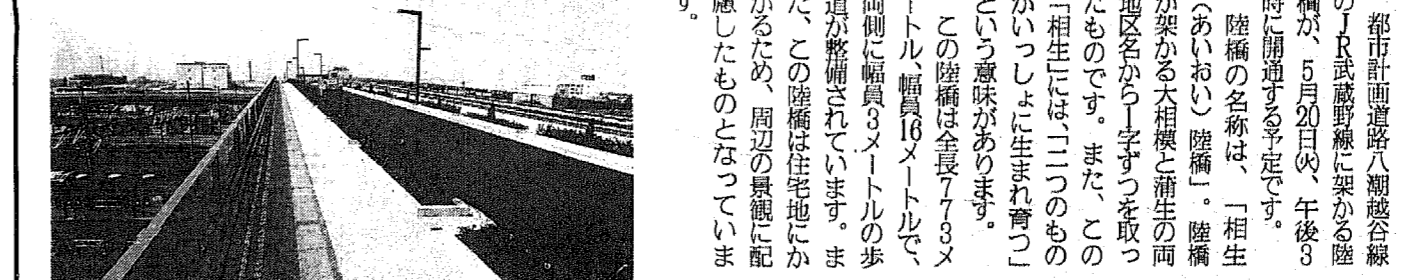 都市計画道路八潮越谷線
のJR武蔵野線に架かる陸
橋が、5月20日㈫、午後3
時に開通する予定です。
陸橋の名称は、「相生
(あいおい)陸橋」。陸橋
が架かる大相模と蒲生の両
地区名から1字ずつを取っ
たものです。また、この
「相生」には、「二つのもの
がいっしょに生まれ育つ」
という意味があります。
この陸橋は全長773メ
ートル、幅員16メートルで、
両側に幅員3メートルの歩
道が整備されています。ま
た、この陸橋は住宅地にか
かるため、周辺の景観に配
慮したものとなっていま
す。